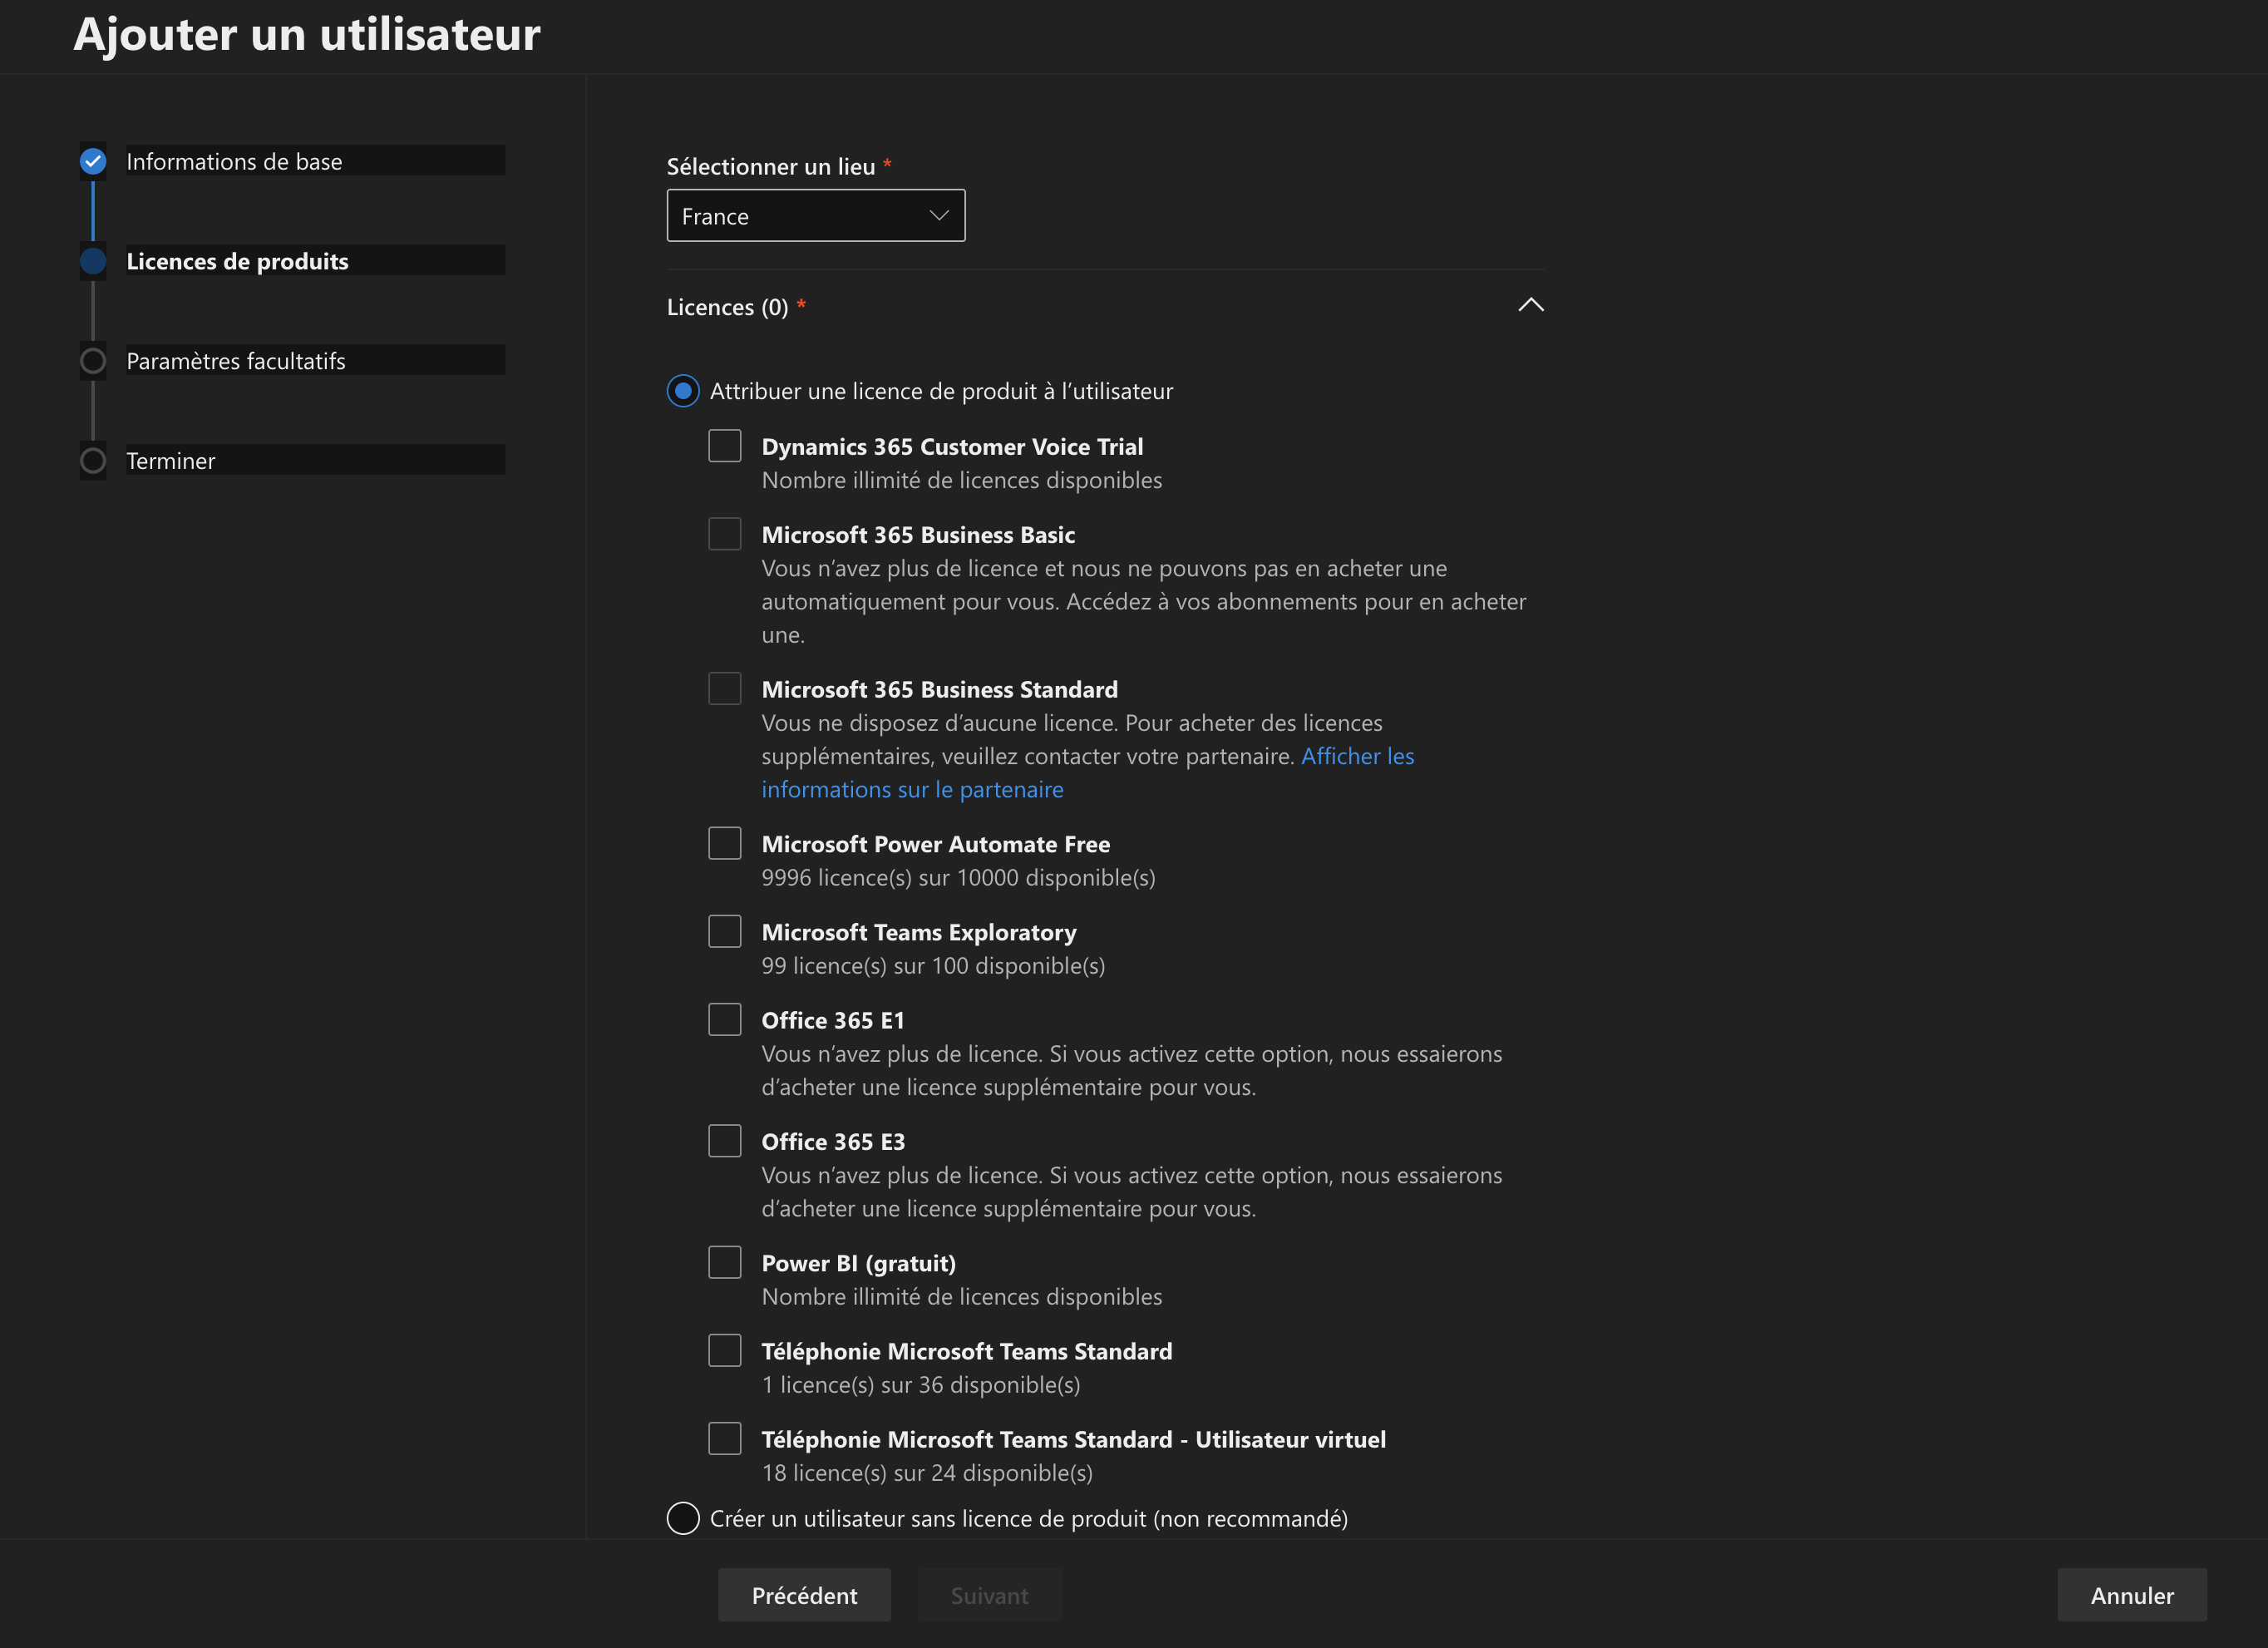 Ajouter un utilisateur
Informations de base
Licences de produits
Paramètres facultatifs
Terminer
Sélectionner un lieu *
France
Licences (0) *
Attribuer une licence de produit à l’utilisateur
Dynamics 365 Customer Voice Trial
Nombre illimité de licences disponibles
Microsoft 365 Business Basic
Vous n’avez plus de licence et nous ne pouvons pas en acheter une
automatiquement pour vous. Accédez à vos abonnements pour en acheter
une.
Microsoft 365 Business Standard
Vous ne disposez d’aucune licence. Pour acheter des licences
supplémentaires, veuillez contacter votre partenaire. Afficher les
informations sur le partenaire
Microsoft Power Automate Free
9996 licence(s) sur 10000 disponible(s)
Microsoft Teams Exploratory
99 licence(s) sur 100 disponible(s)
Office 365 E1
Vous n’avez plus de licence. Si vous activez cette option, nous essaierons
d’acheter une licence supplémentaire pour vous.
Office 365 E3
Vous n’avez plus de licence. Si vous activez cette option, nous essaierons
d’acheter une licence supplémentaire pour vous.
Power BI (gratuit)
Nombre illimité de licences disponibles
Téléphonie Microsoft Teams Standard
1 licence(s) sur 36 disponible(s)
Téléphonie Microsoft Teams Standard - Utilisateur virtuel
18 licence(s) sur 24 disponible(s)
Créer un utilisateur sans licence de produit (non recommandé)
Précédent
Suivant
Annuler